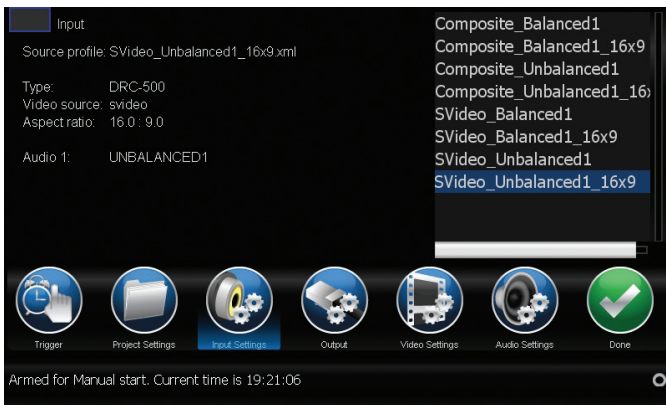 Input
Source profile: SVideo_Unbalanced1_16x9.xml
Type: DRC-500
Video source: svideo
Aspect ratio: 16.0 : 9.0
Audio 1: UNBALANCED1
Composite_Balanced1
Composite_Balanced1_16x9
Composite_Unbalanced1
Composite_Unbalanced1_16x
SVideo_Balanced1
SVideo_Balanced1_16x9
SVideo_Unbalanced1
SVideo_Unbalanced1_16x9
Trigger
Project Settings
Input Settings
Output
Video Settings
Audio Settings
Done
Armed for Manual start. Current time is 19:21:06